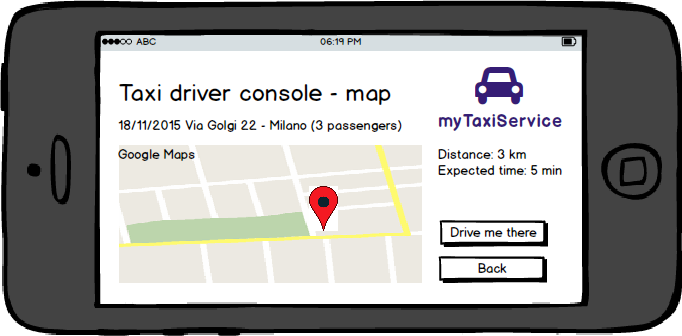 ABC
06:19 PM
Taxi driver console - map
myTaxiService
18/11/2015 Via Golgi 22 - Milano (3 passengers)
Google Maps
Distance: 3 km
Expected time: 5 min
Drive me there
Back